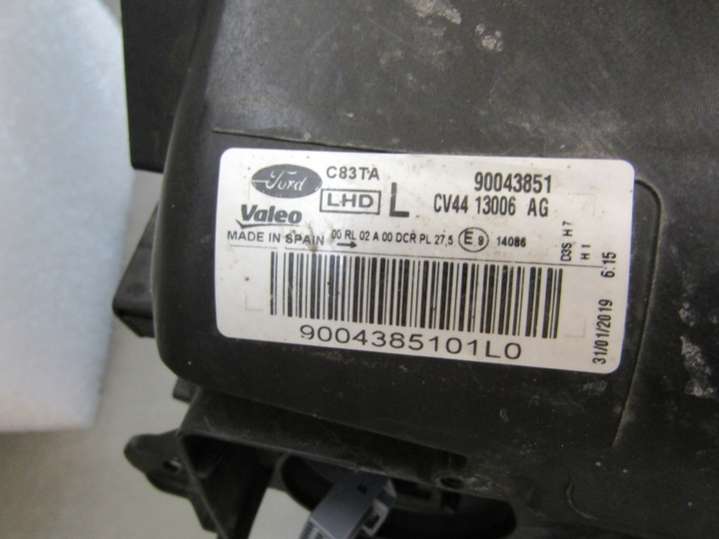 Ford
C83TA
90043851
Valeo
LHD L
CV44 13006 AG
MADE IN SPAIN
00 RL 02 A 00 DCR PL 27,5 E9 14086
D3S H7
H1
31/01/2019 6:15
9004385101L0